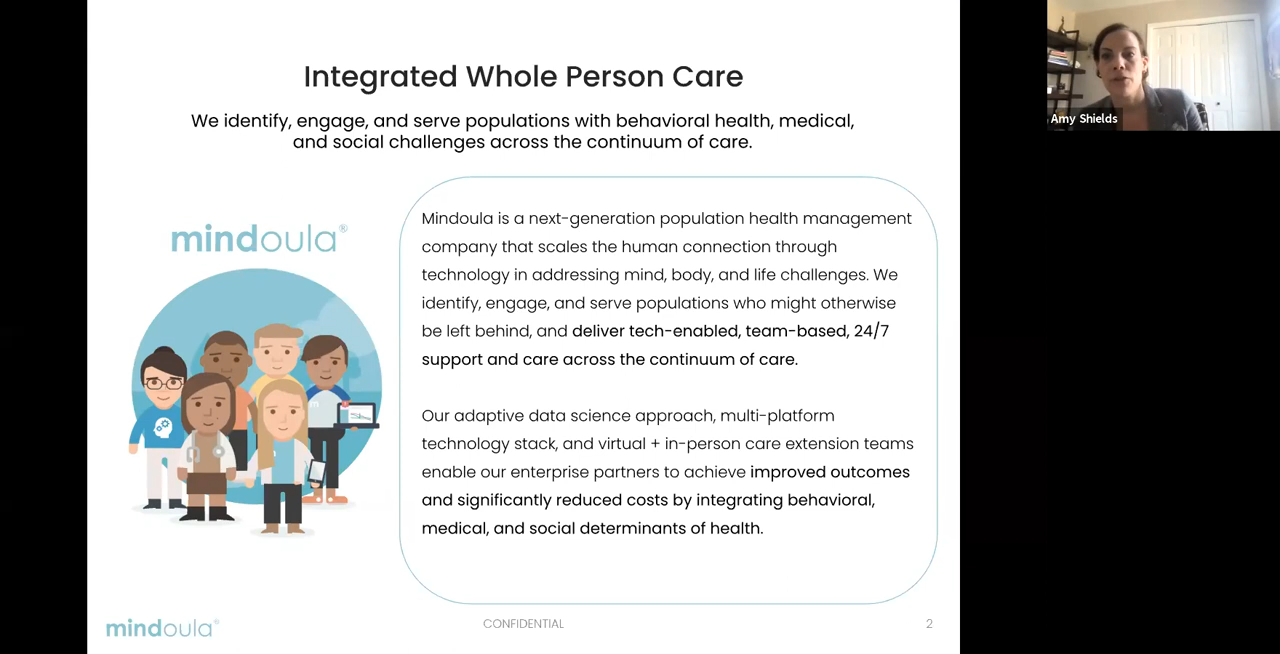 Integrated Whole Person Care
We identify, engage, and serve populations with behavioral health, medical,
and social challenges across the continuum of care.
mindoula®
Mindoula is a next-generation population health management
company that scales the human connection through
technology in addressing mind, body, and life challenges. We
identify, engage, and serve populations who might otherwise
be left behind, and deliver tech-enabled, team-based, 24/7
support and care across the continuum of care.
Our adaptive data science approach, multi-platform
technology stack, and virtual + in-person care extension teams
enable our enterprise partners to achieve improved outcomes
and significantly reduced costs by integrating behavioral,
medical, and social determinants of health.
mindoula®
CONFIDENTIAL
2
Amy Shields